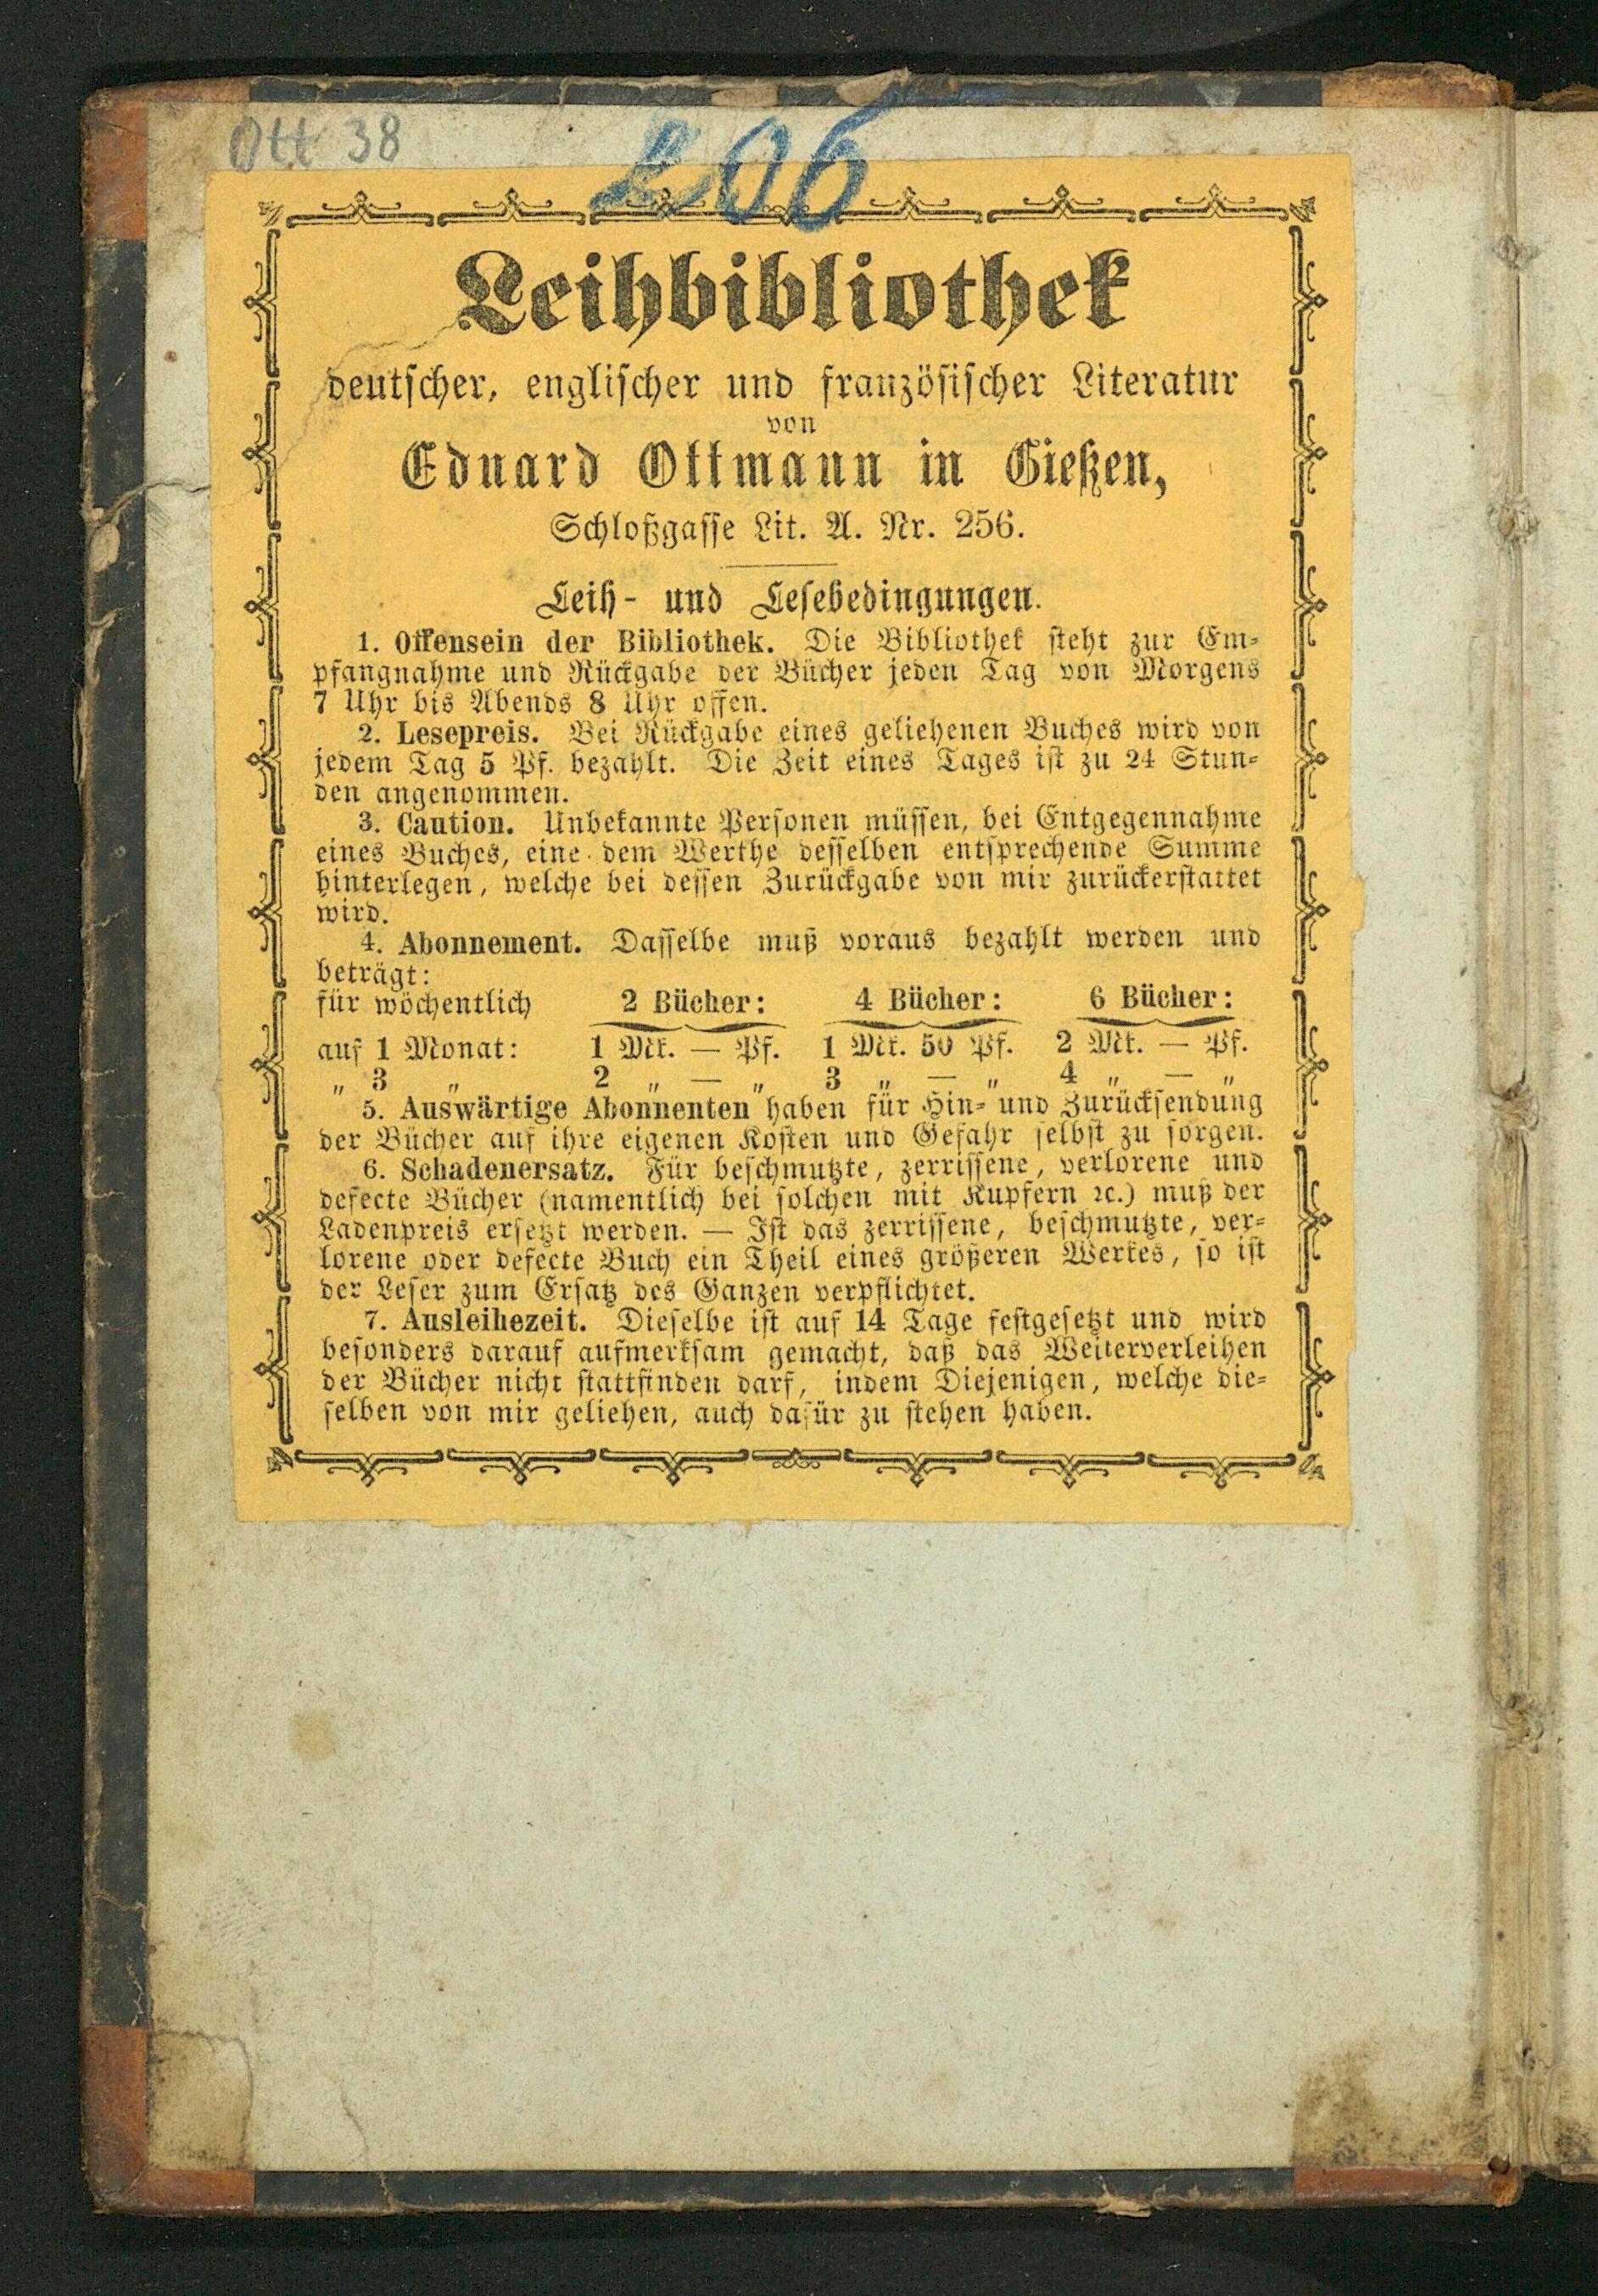 Ott 38
206
Leihbibliothek
deutscher, englischer und französischer Literatur
von
Eduard Ottmann in Gießen,
Schloßgasse Lit. A. Nr. 256.
Leih- und Lesebedingungen.
1. Offensein der Bibliothek. Die Bibliothek steht zur Em-
pfangnahme und Rückgabe der Bücher jeden Tag von Morgens
7 Uhr bis Abends 8 Uhr offen.
2. Lesepreis. Bei Rückgabe eines geliehenen Buches wird von
jedem Tag 5 Pf. bezahlt. Die Zeit eines Tages ist zu 24 Stun-
den angenommen.
3. Caution. Unbekannte Personen müssen, bei Entgegennahme
eines Buches, eine dem Werthe desselben entsprechende Summe
hinterlegen, welche bei dessen Zurückgabe von mir zurückerstattet
wird.
4. Abonnement. Dasselbe muß voraus bezahlt werden und
beträgt:
für wöchentlich 2 Bücher: 4 Bücher: 6 Bücher:
auf 1 Monat: 1 Mk. — Pf. 1 Mk. 50 Pf. 2 Mk. — Pf.
„ 3 „ 2 „ — „ 3 „ — „ 4 „ — „
5. Auswärtige Abonnenten haben für Hin- und Zurücksendung
der Bücher auf ihre eigenen Kosten und Gefahr selbst zu sorgen.
6. Schadenersatz. Für beschmutzte, zerrissene, verlorene und
defecte Bücher (namentlich bei solchen mit Kupfern ꝛc.) muß der
Ladenpreis ersetzt werden. — Ist das zerrissene, beschmutzte, ver-
lorene oder defecte Buch ein Theil eines größeren Werkes, so ist
der Leser zum Ersatz des Ganzen verpflichtet.
7. Ausleihezeit. Dieselbe ist auf 14 Tage festgesetzt und wird
besonders darauf aufmerksam gemacht, daß das Weiterverleihen
der Bücher nicht stattfinden darf, indem Diejenigen, welche die-
selben von mir geliehen, auch dafür zu stehen haben.